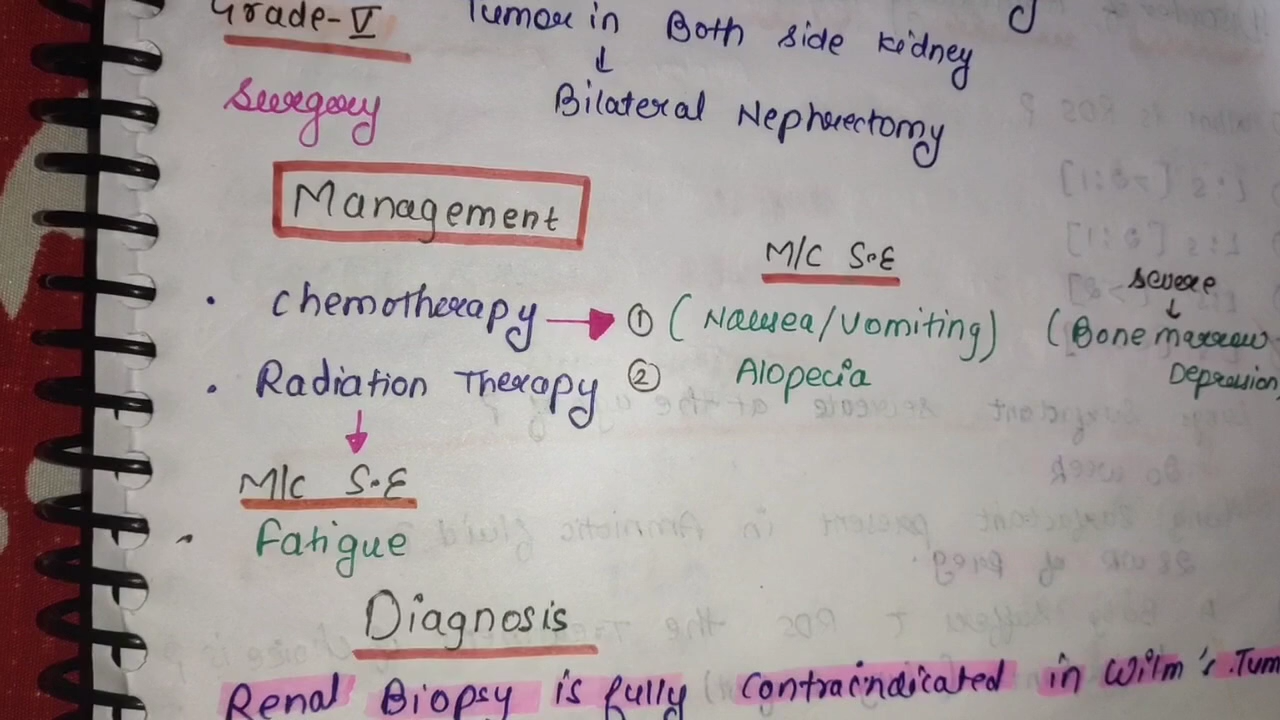 Grade-V Tumor in Both side kidney
↓
Surgery Bilateral Nephrectomy
Management
M/C S.E
severe
↓
• Chemotherapy → ① (Nausea/Vomiting) (Bone marrow Depression
• Radiation Therapy ② Alopecia
↓
M/C S.E
• Fatigue
Diagnosis
Renal Biopsy is fully contraindicated in Wilm's Tum